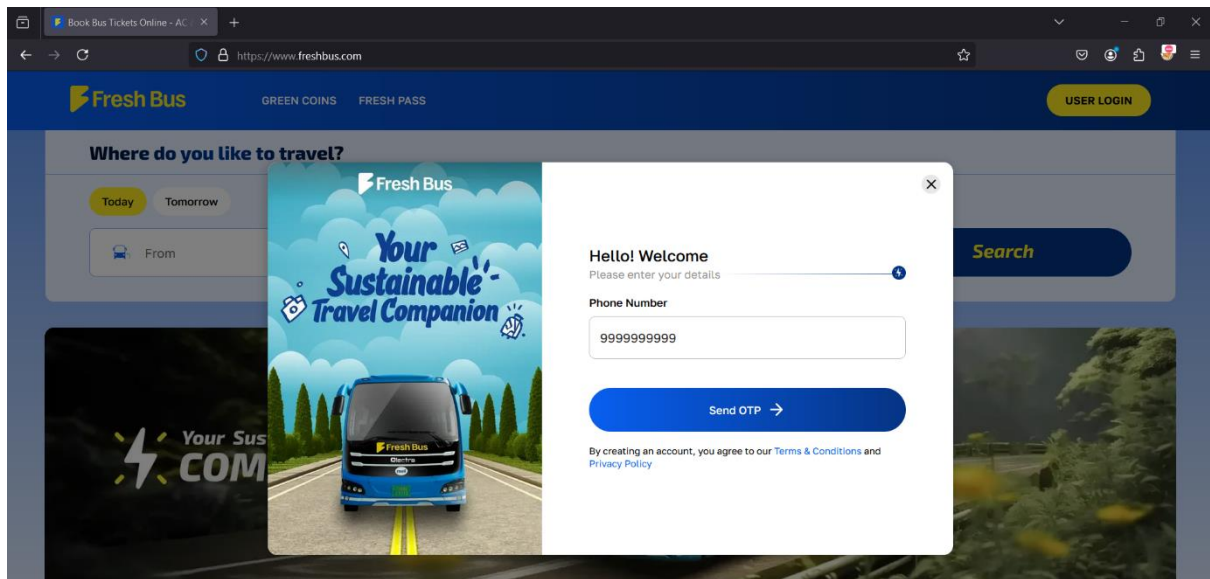 Book Bus Tickets Online - AC
https://www.freshbus.com
Fresh Bus
GREEN COINS
FRESH PASS
USER LOGIN
Where do you like to travel?
Today
Tomorrow
From
Search
Fresh Bus
Your
Sustainable
Travel Companion
Fresh Bus
Hello! Welcome
Please enter your details
Phone Number
9999999999
Send OTP
By creating an account, you agree to our Terms & Conditions and
Privacy Policy
Your Sus
COM